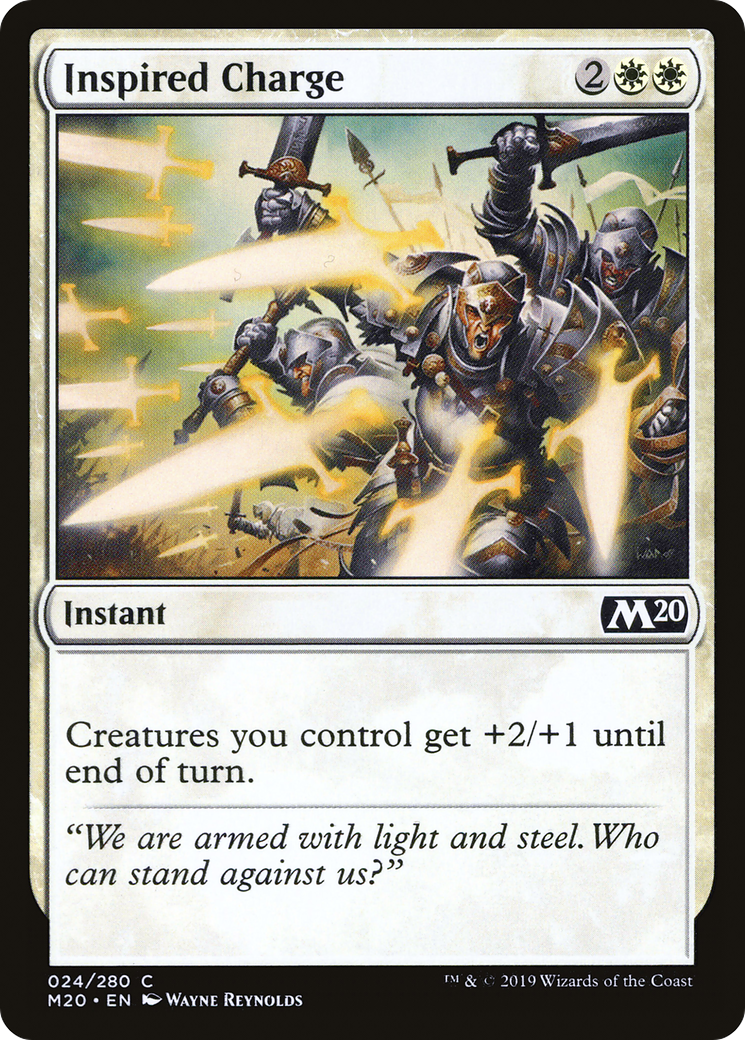 Inspired Charge 2
Instant M20
Creatures you control get +2/+1 until
end of turn.
“We are armed with light and steel. Who
can stand against us?”
024/280 C
M20 • EN Wayne Reynolds
™ & © 2019 Wizards of the Coast